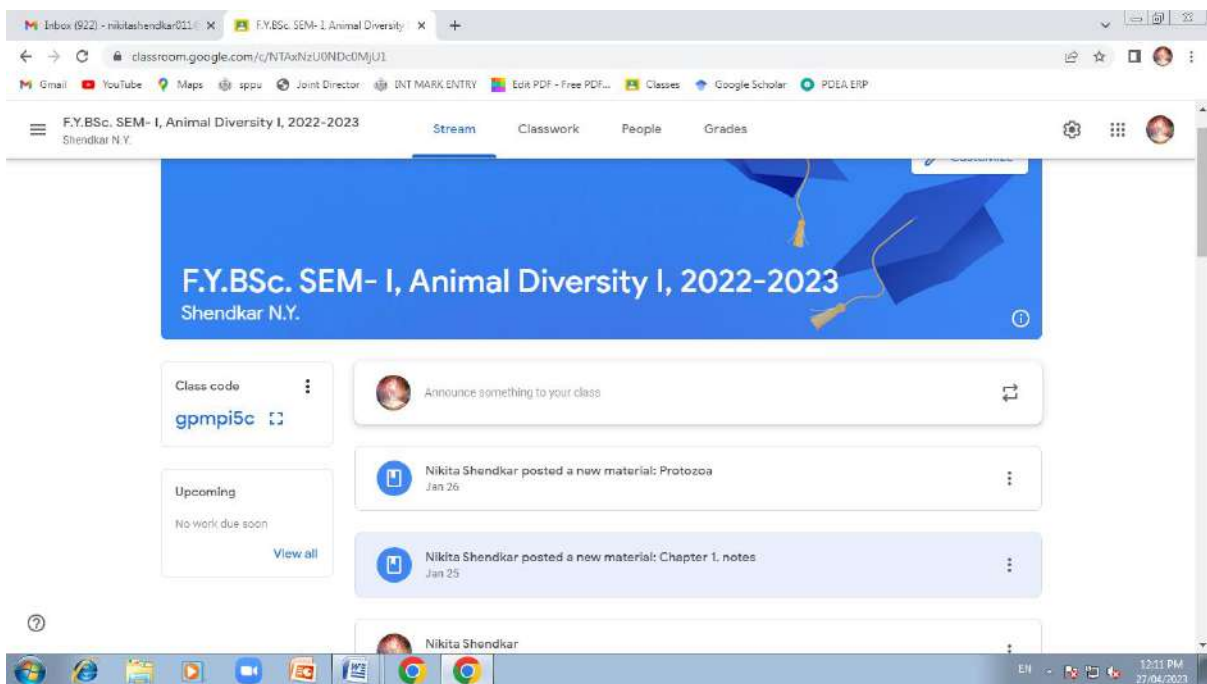 Inbox (922) - nikitashendkar011
F.Y.BSc. SEM- I, Animal Diversity
classroom.google.com/c/NTAxNzU0NDc0MjU1
Gmail
YouTube
Maps
sppu
Joint Director
INT MARK ENTRY
Edit PDF - Free PDF...
Classes
Google Scholar
PDEA ERP
F.Y.BSc. SEM- I, Animal Diversity I, 2022-2023
Shendkar N.Y.
Stream
Classwork
People
Grades
Customize
F.Y.BSc. SEM- I, Animal Diversity I, 2022-2023
Shendkar N.Y.
Class code
gpmpi5c
Announce something to your class
Nikita Shendkar posted a new material: Protozoa
Jan 26
Upcoming
No work due soon
View all
Nikita Shendkar posted a new material: Chapter 1. notes
Jan 25
Nikita Shendkar
EN
12:11 PM
27/04/2023